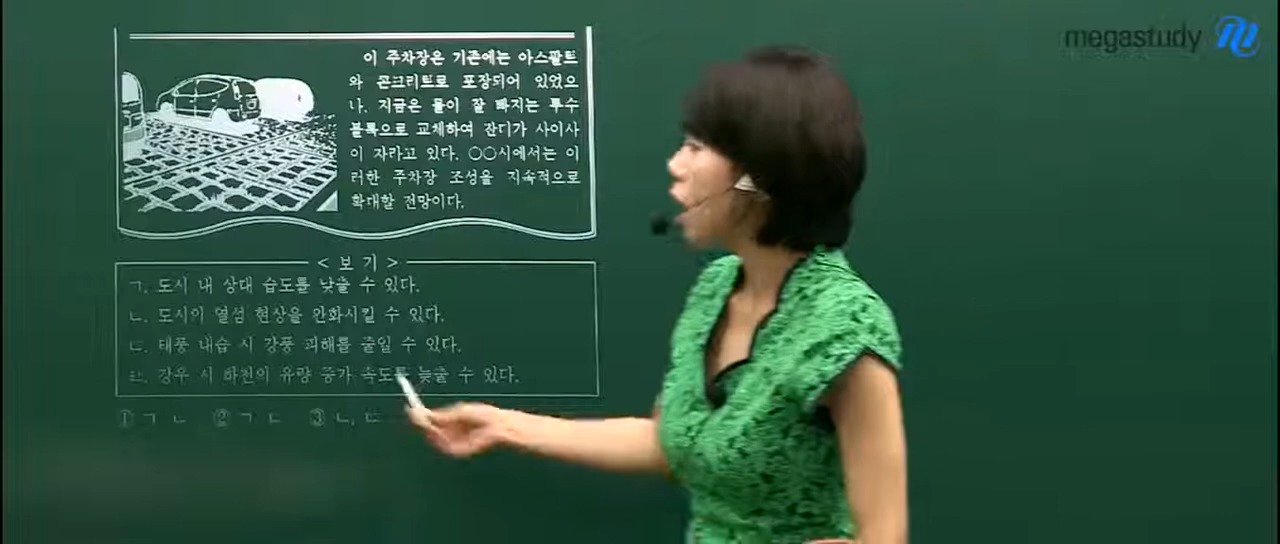 megastudy
이 주차장은 기존에는 아스팔트
와 콘크리트로 포장되어 있었으
나, 지금은 물이 잘 빠지는 투수
블록으로 교체하여 잔디가 사이사
이 자라고 있다. ○○시에서는 이
러한 주차장 조성을 지속적으로
확대할 전망이다.
< 보 기 >
ㄱ. 도시 내 상대 습도를 낮출 수 있다.
ㄴ. 도시의 열섬 현상을 완화시킬 수 있다.
ㄷ. 태풍 내습 시 강풍 피해를 줄일 수 있다.
ㄹ. 강우 시 하천의 유량 증가 속도를 늦출 수 있다.
① ㄱ, ㄴ ② ㄱ, ㄷ ③ ㄴ, ㄷ